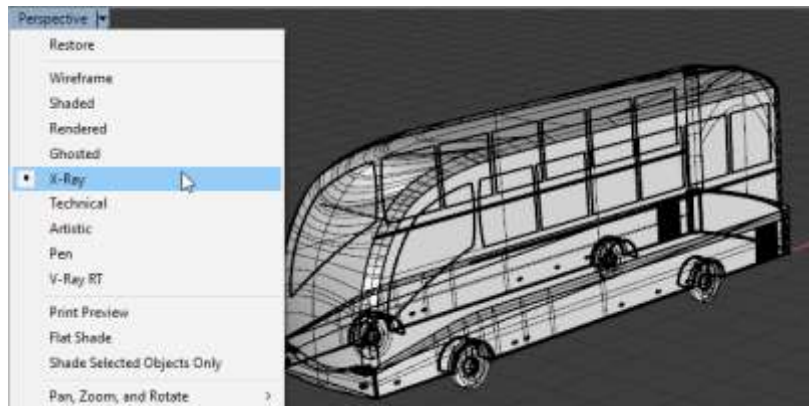 Perspective
Restore
Wireframe
Shaded
Rendered
Ghosted
X-Ray
Technical
Artistic
Pen
V-Ray RT
Print Preview
Flat Shade
Shade Selected Objects Only
Pan, Zoom, and Rotate